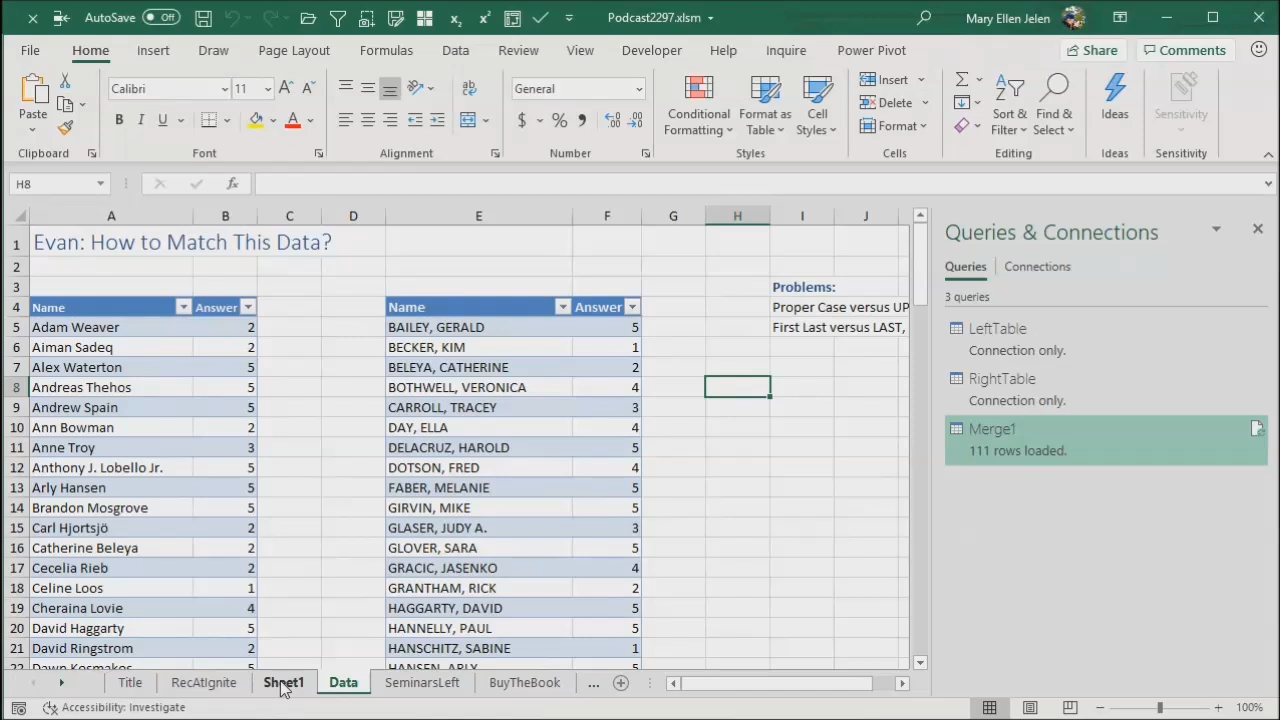 AutoSave Off Podcast2297.xlsm Mary Ellen Jelen
File Home Insert Draw Page Layout Formulas Data Review View Developer Help Inquire Power Pivot Share Comments
Paste Calibri 11 General Conditional Formatting Format as Table Cell Styles Insert Delete Format Sort & Filter Find & Select Ideas Sensitivity
Clipboard Font Alignment Number Styles Cells Editing Ideas Sensitivity
H8 fx
A B C D E F G H I J
1 Evan: How to Match This Data?
2
3 Problems:
4 Name Answer Name Answer Proper Case versus UP
5 Adam Weaver 2 BAILEY, GERALD 5 First Last versus LAST,
6 Aiman Sadeq 2 BECKER, KIM 1
7 Alex Waterton 5 BELEYA, CATHERINE 2
8 Andreas Thehos 5 BOTHWELL, VERONICA 4
9 Andrew Spain 5 CARROLL, TRACEY 3
10 Ann Bowman 2 DAY, ELLA 4
11 Anne Troy 3 DELACRUZ, HAROLD 5
12 Anthony J. Lobello Jr. 5 DOTSON, FRED 4
13 Arly Hansen 5 FABER, MELANIE 5
14 Brandon Mosgrove 5 GIRVIN, MIKE 5
15 Carl Hjortsjö 2 GLASER, JUDY A. 3
16 Catherine Beleya 2 GLOVER, SARA 5
17 Cecelia Rieb 2 GRACIC, JASENKO 4
18 Celine Loos 1 GRANTHAM, RICK 2
19 Cheraina Lovie 4 HAGGARTY, DAVID 5
20 David Haggarty 5 HANNELLY, PAUL 5
21 David Ringstrom 2 HANSCHITZ, SABINE 1
22 Dawn Kosmakos 5 HANSEN, ARLY 5
Queries & Connections
Queries Connections
3 queries
LeftTable
Connection only.
RightTable
Connection only.
Merge1
111 rows loaded.
Title RecAtIgnite Sheet1 Data SeminarsLeft BuyTheBook ...
Accessibility: Investigate 100%